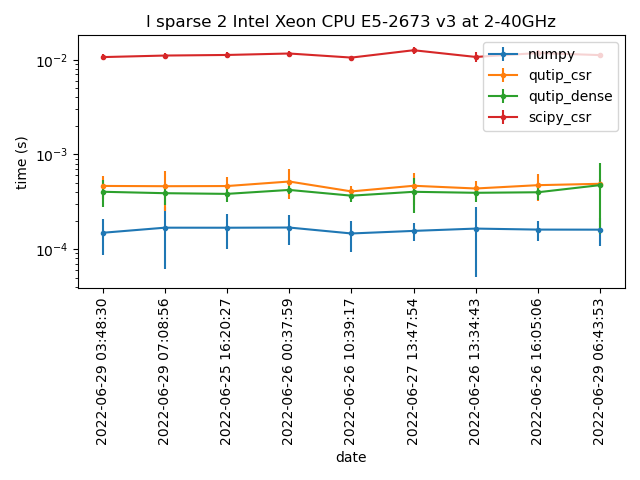 l sparse 2 Intel Xeon CPU E5-2673 v3 at 2-40GHz
numpy
qutip_csr
qutip_dense
scipy_csr
time (s)
10⁻²
10⁻³
10⁻⁴
2022-06-29 03:48:30
2022-06-29 07:08:56
2022-06-25 16:20:27
2022-06-26 00:37:59
2022-06-26 10:39:17
2022-06-27 13:47:54
2022-06-26 13:34:43
2022-06-26 16:05:06
2022-06-29 06:43:53
date